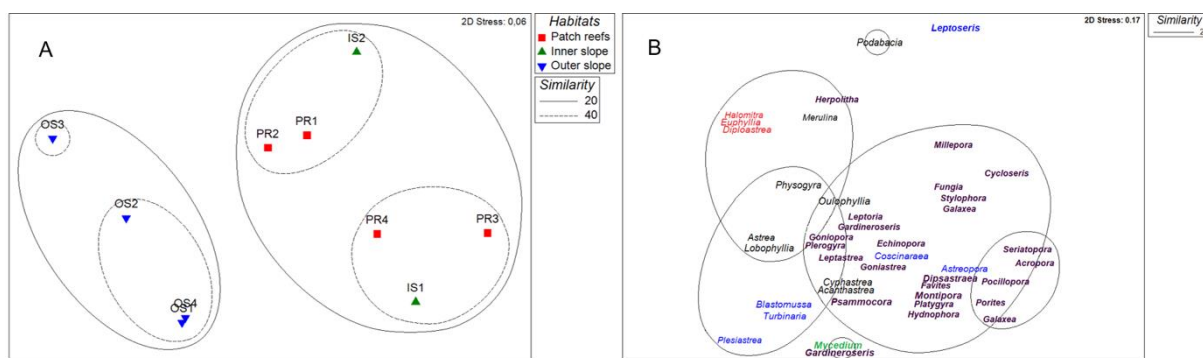 2D Stress: 0,06
A
Habitats
Patch reefs
Inner slope
Outer slope
Similarity
20
40
IS2
OS3
PR1
PR2
OS2
PR4
PR3
OS4
OS1
IS1
2D Stress: 0.17
B
Similarity
2
Leptoseris
Podabacia
Herpolitha
Halomitra
Merulina
Euphyllia
Diploastrea
Millepora
Cycloseris
Physogyra
Fungia
Stylophora
Oulophyllia
Galaxea
Leptoria
Gardineroseris
Astrea
Goniopora
Lobophyllia
Plerogyra
Echinopora
Seriatopora
Leptastrea
Coscinaraea
Acropora
Goniastrea
Astreopora
Cyphastrea
Dipsastraea
Pocillopora
Acanthastrea
Favites
Psammocora
Montipora
Porites
Blastomussa
Platygyra
Turbinaria
Hydnophora
Galaxea
Plesiastrea
Mycedium
Gardineroseris